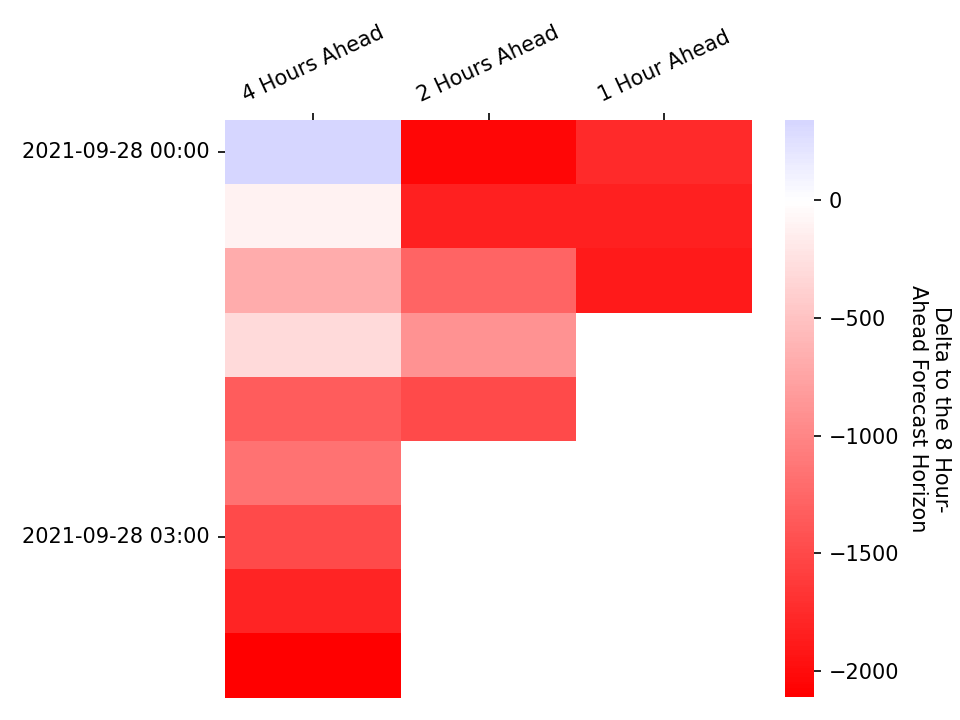 4 Hours Ahead
2 Hours Ahead
1 Hour Ahead
2021-09-28 00:00
2021-09-28 03:00
0
−500
−1000
−1500
−2000
Delta to the 8 Hour-
Ahead Forecast Horizon